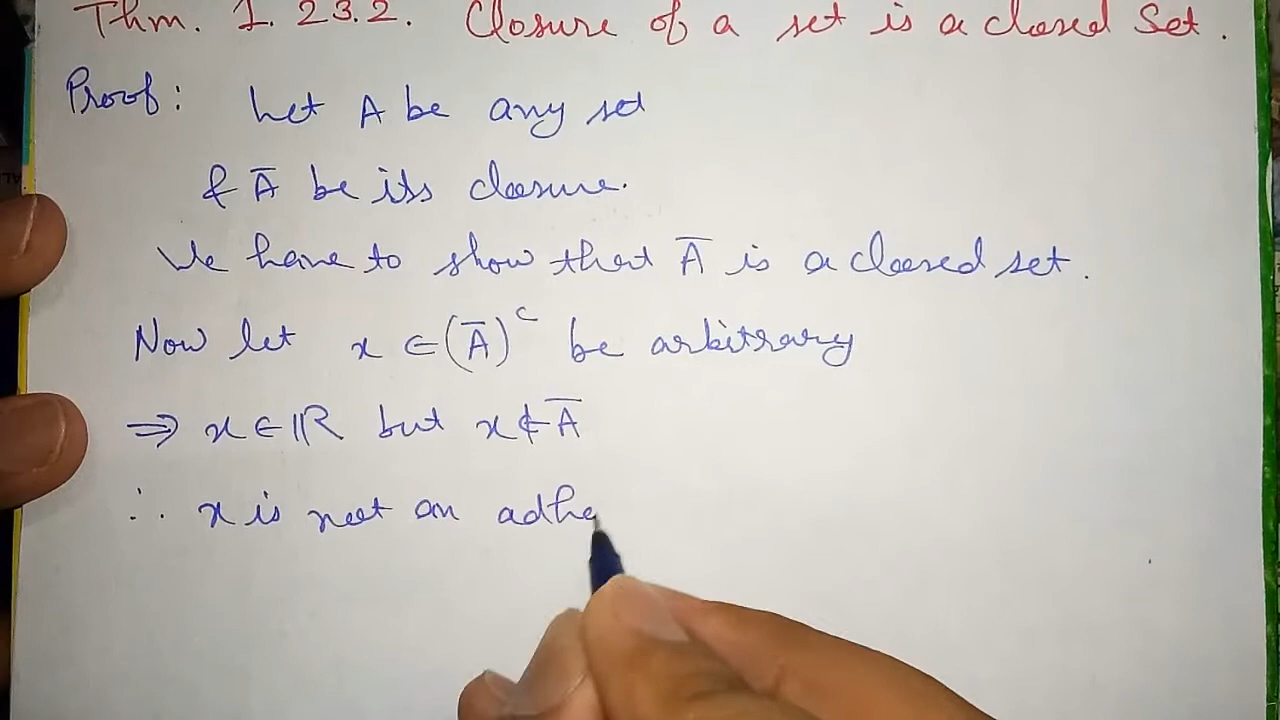 Thm. 1.23.2. Closure of a set is a closed Set.
Proof: Let A be any set
& A̅ be its closure.
We have to show that A̅ is a closed set.
Now let x ∈ (A̅)ᶜ be arbitrary
⇒ x ∈ ℝ but x ∉ A̅
∴ x is not an adhe